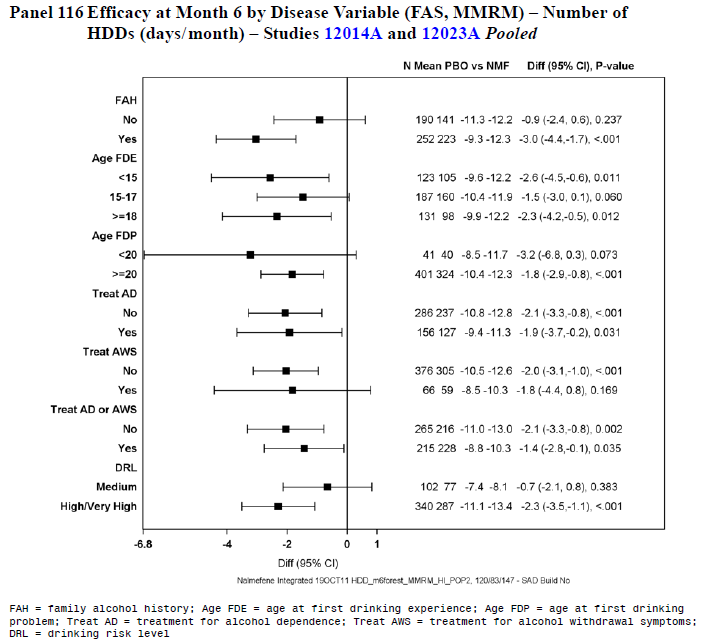 Panel 116 Efficacy at Month 6 by Disease Variable (FAS, MMRM) – Number of
HDDs (days/month) – Studies 12014A and 12023A Pooled
N Mean PBO vs NMF Diff (95% CI), P-value
FAH
No 190 141 -11.3 -12.2 -0.9 (-2.4, 0.6), 0.237
Yes 252 223 -9.3 -12.3 -3.0 (-4.4,-1.7), <.001
Age FDE
<15 123 105 -9.6 -12.2 -2.6 (-4.5,-0.6), 0.011
15-17 187 160 -10.4 -11.9 -1.5 (-3.0, 0.1), 0.060
>=18 131 98 -9.9 -12.2 -2.3 (-4.2,-0.5), 0.012
Age FDP
<20 41 40 -8.5 -11.7 -3.2 (-6.8, 0.3), 0.073
>=20 401 324 -10.4 -12.3 -1.8 (-2.9,-0.8), <.001
Treat AD
No 286 237 -10.8 -12.8 -2.1 (-3.3,-0.8), <.001
Yes 156 127 -9.4 -11.3 -1.9 (-3.7,-0.2), 0.031
Treat AWS
No 376 305 -10.5 -12.6 -2.0 (-3.1,-1.0), <.001
Yes 66 59 -8.5 -10.3 -1.8 (-4.4, 0.8), 0.169
Treat AD or AWS
No 265 216 -11.0 -13.0 -2.1 (-3.3,-0.8), 0.002
Yes 215 228 -8.8 -10.3 -1.4 (-2.8,-0.1), 0.035
DRL
Medium 102 77 -7.4 -8.1 -0.7 (-2.1, 0.8), 0.383
High/Very High 340 287 -11.1 -13.4 -2.3 (-3.5,-1.1), <.001
-6.8 -4 -2 0 1
Diff (95% CI)
Nalmefene Integrated 19OCT11 HDD_m6forest_MMRM_HI_POP2, 120/83/147 - SAD Build No
FAH = family alcohol history; Age FDE = age at first drinking experience; Age FDP = age at first drinking
problem; Treat AD = treatment for alcohol dependence; Treat AWS = treatment for alcohol withdrawal symptoms;
DRL = drinking risk level